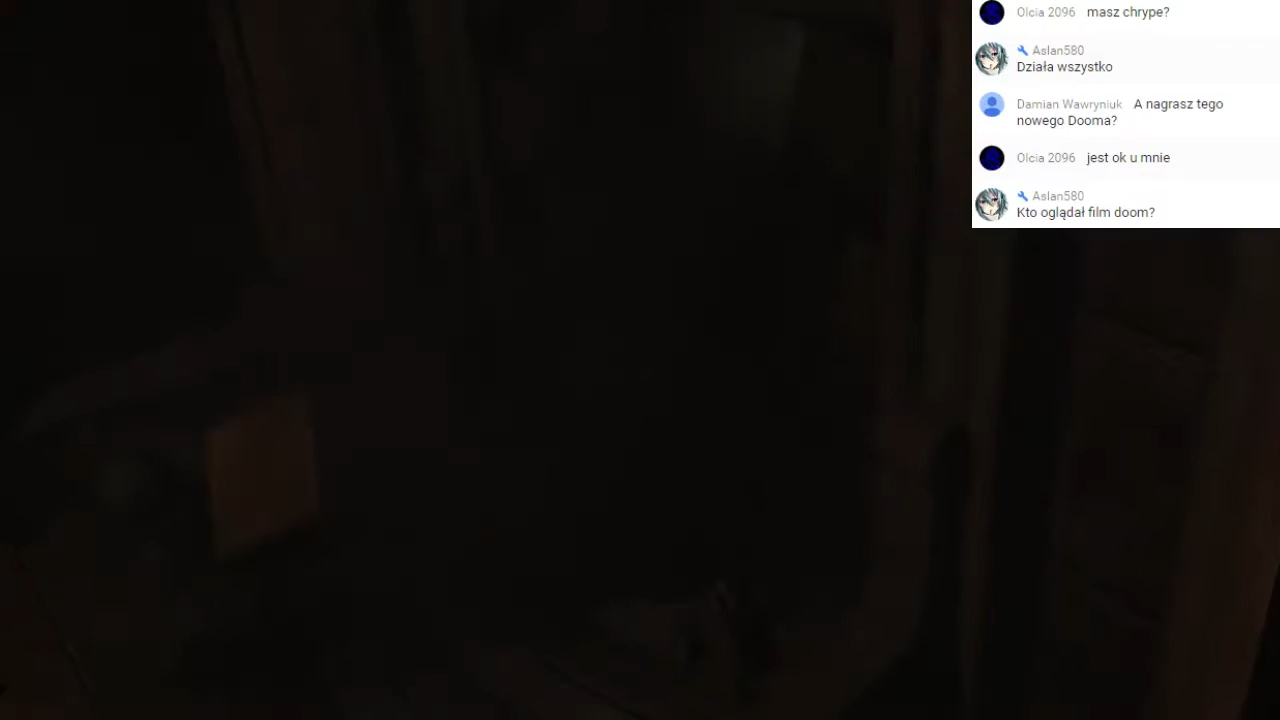 Olcia 2096 masz chrype?
Aslan580
Działa wszystko
Damian Wawryniuk A nagrasz tego
nowego Dooma?
Olcia 2096 jest ok u mnie
Aslan580
Kto oglądał film doom?